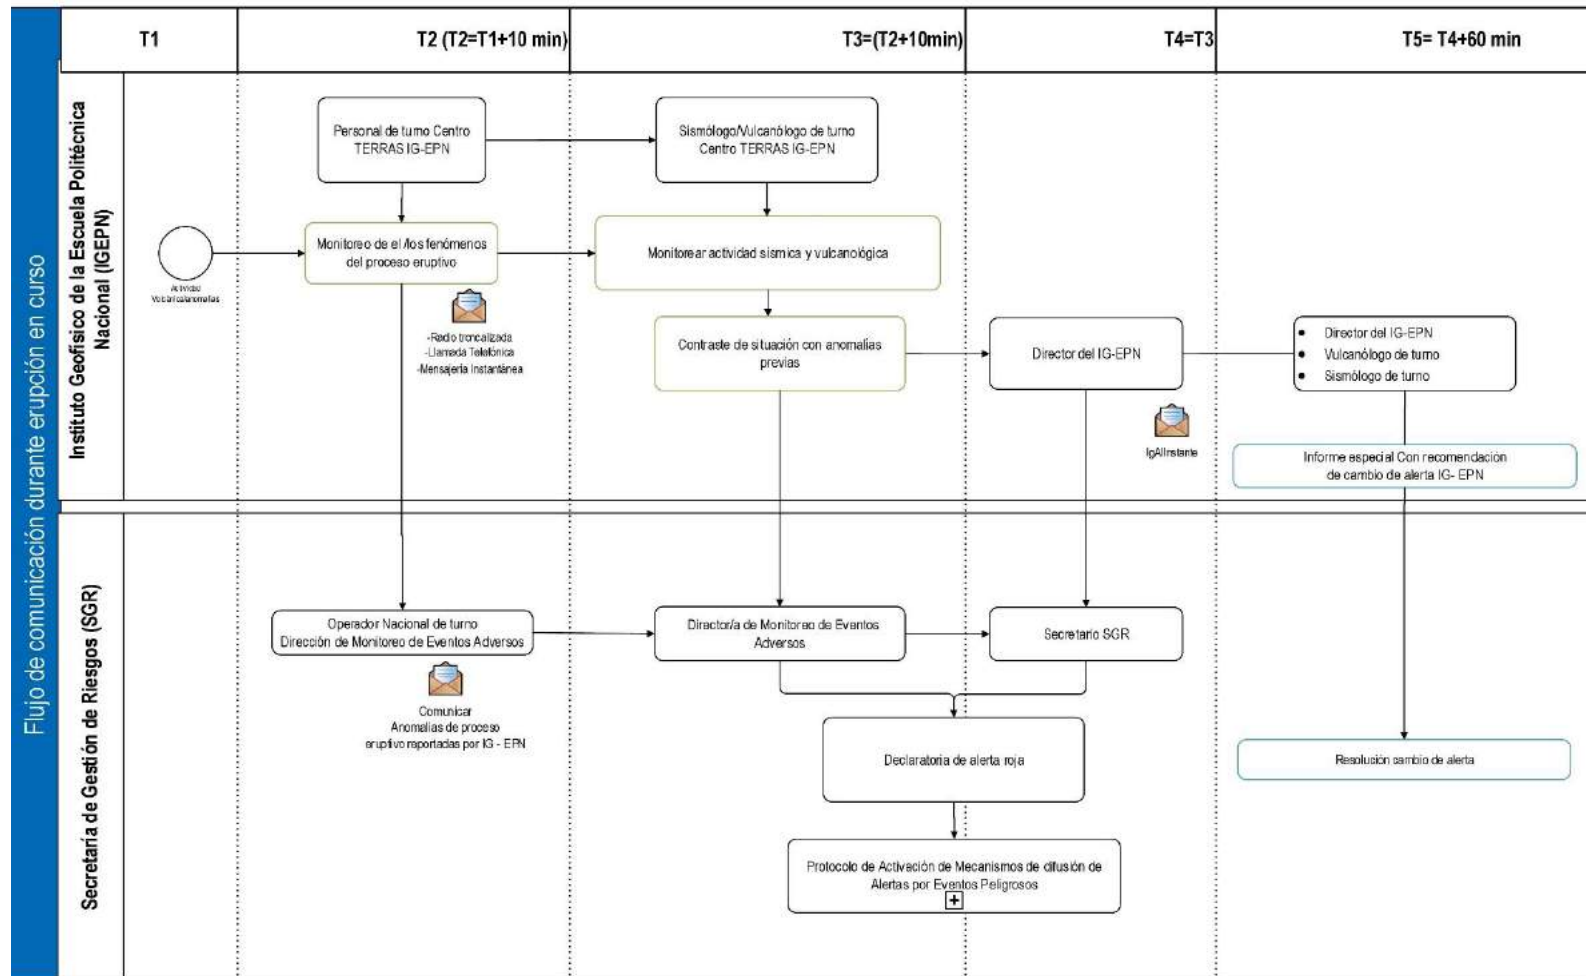 Flujo de comunicación durante erupción en curso
T1
T2 (T2=T1+10 min)
T3=(T2+10min)
T4=T3
T5= T4+60 min
Instituto Geofísico de la Escuela Politécnica
Nacional (IGEPN)
Personal de turno Centro
TERRAS IG-EPN
Sismólogo/Vulcanólogo de turno
Centro TERRAS IG-EPN
Actividad
Volcánica/anomalías
Monitoreo de el /los fenómenos
del proceso eruptivo
Monitorear actividad sísmica y vulcanológica
-Radio troncalizada
-Llamada Telefónica
-Mensajería Instantánea
Contraste de situación con anomalías
previas
Director del IG-EPN
• Director del IG-EPN
• Vulcanólogo de turno
• Sismólogo de turno
IgAlInstante
Informe especial Con recomendación
de cambio de alerta IG- EPN
Secretaría de Gestión de Riesgos (SGR)
Operador Nacional de turno
Dirección de Monitoreo de Eventos Adversos
Director/a de Monitoreo de Eventos
Adversos
Secretario SGR
Comunicar
Anomalías de proceso
eruptivo reportadas por IG - EPN
Declaratoria de alerta roja
Resolución cambio de alerta
Protocolo de Activación de Mecanismos de difusión de
Alertas por Eventos Peligrosos